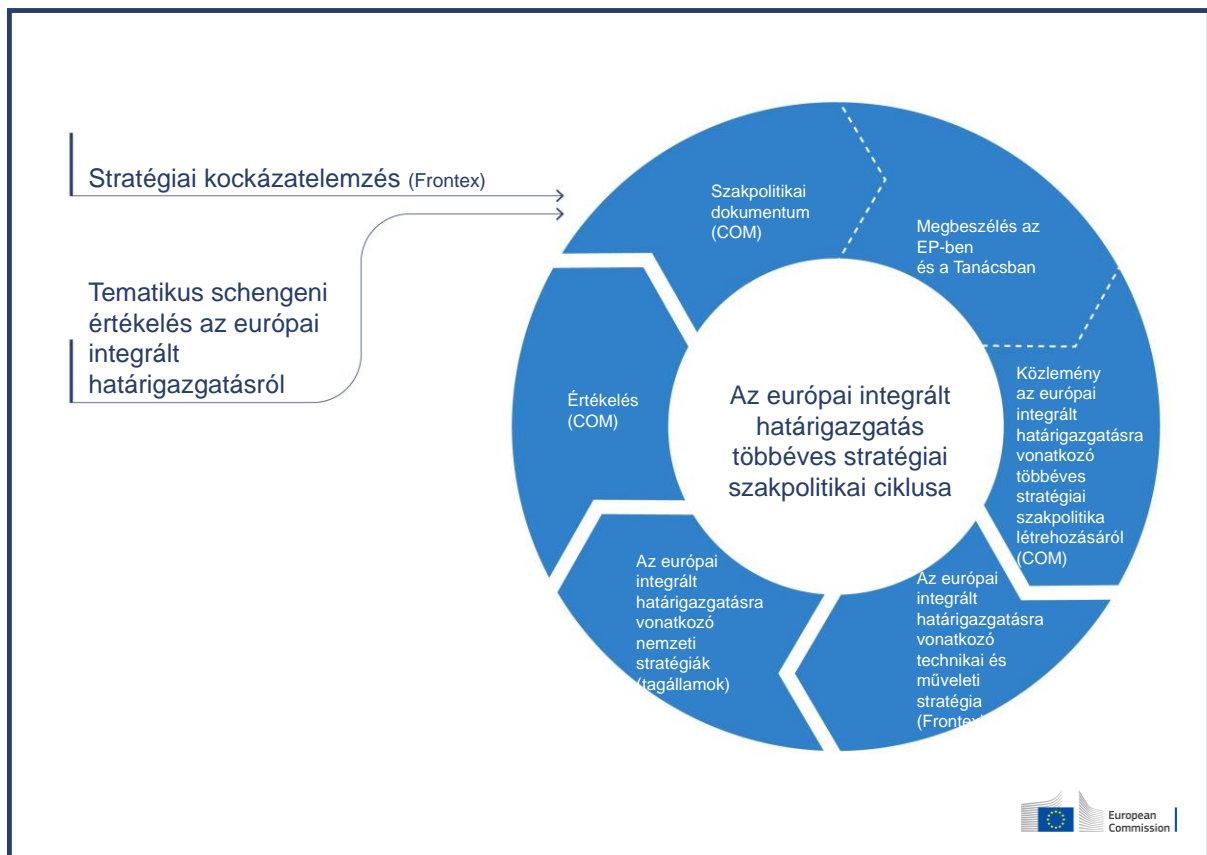 Stratégiai kockázatelemzés (Frontex)
Tematikus schengeni
értékelés az európai
integrált
határigazgatásról
Szakpolitikai
dokumentum
(COM)
Megbeszélés az
EP-ben
és a Tanácsban
Közlemény
az európai
integrált
határigazgatásra
vonatkozó
többéves
stratégiai
szakpolitika
létrehozásáról
(COM)
Az európai
integrált
határigazgatásra
vonatkozó
technikai és
műveleti
stratégia
(Frontex)
Az európai
integrált
határigazgatásra
vonatkozó
nemzeti
stratégiák
(tagállamok)
Értékelés
(COM)
Az európai integrált
határigazgatás
többéves stratégiai
szakpolitikai ciklusa
European
Commission